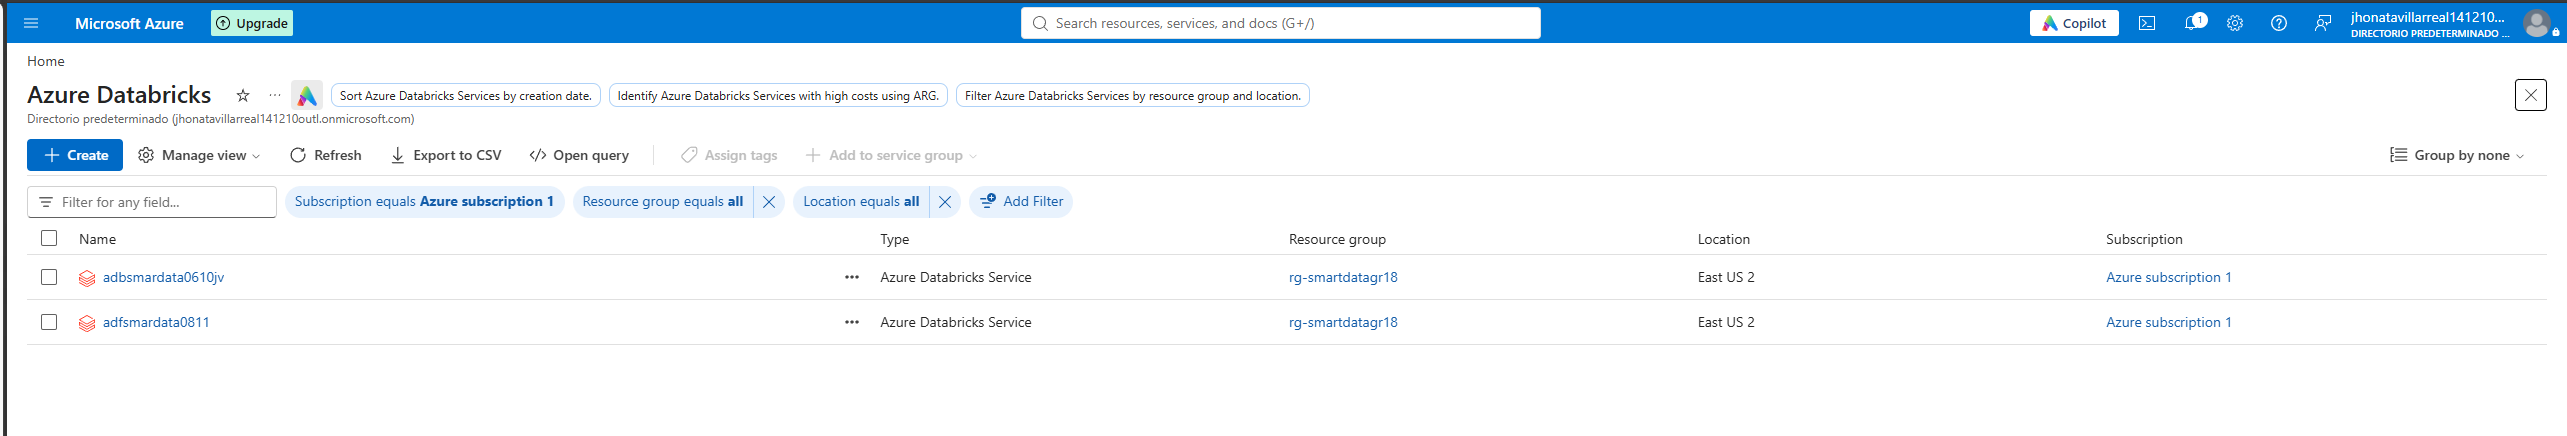 Microsoft Azure
Upgrade
Search resources, services, and docs (G+/)
Copilot
1
jhonatavillarreal141210...
DIRECTORIO PREDETERMINADO ...
Home
Azure Databricks
...
Sort Azure Databricks Services by creation date.
Identify Azure Databricks Services with high costs using ARG.
Filter Azure Databricks Services by resource group and location.
Directorio predeterminado (jhonatavillarreal141210outl.onmicrosoft.com)
Create
Manage view
Refresh
Export to CSV
Open query
Assign tags
Add to service group
Group by none
Filter for any field...
Subscription equals Azure subscription 1
Resource group equals all
Location equals all
Add Filter
Name Type Resource group Location Subscription
adbsmardata0610jv ... Azure Databricks Service rg-smartdatagr18 East US 2 Azure subscription 1
adfsmardata0811 ... Azure Databricks Service rg-smartdatagr18 East US 2 Azure subscription 1